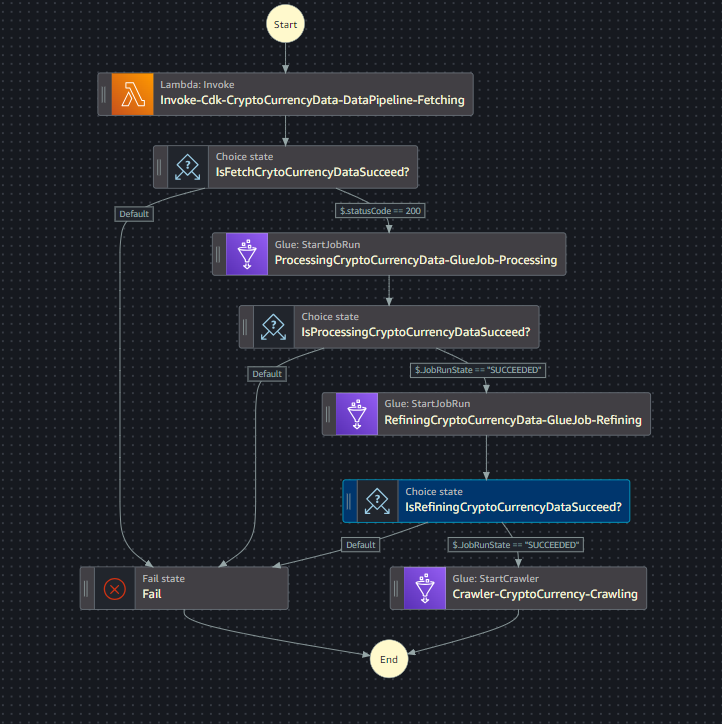 Start
Lambda: Invoke
Invoke-Cdk-CryptoCurrencyData-DataPipeline-Fetching
Choice state
IsFetchCrytoCurrencyDataSucceed?
Default
$.statusCode == 200
Glue: StartJobRun
ProcessingCryptoCurrencyData-GlueJob-Processing
Choice state
IsProcessingCryptoCurrencyDataSucceed?
Default
$.JobRunState == "SUCCEEDED"
Glue: StartJobRun
RefiningCryptoCurrencyData-GlueJob-Refining
Choice state
IsRefiningCryptoCurrencyDataSucceed?
Default
$.JobRunState == "SUCCEEDED"
Fail state
Fail
Glue: StartCrawler
Crawler-CryptoCurrency-Crawling
End